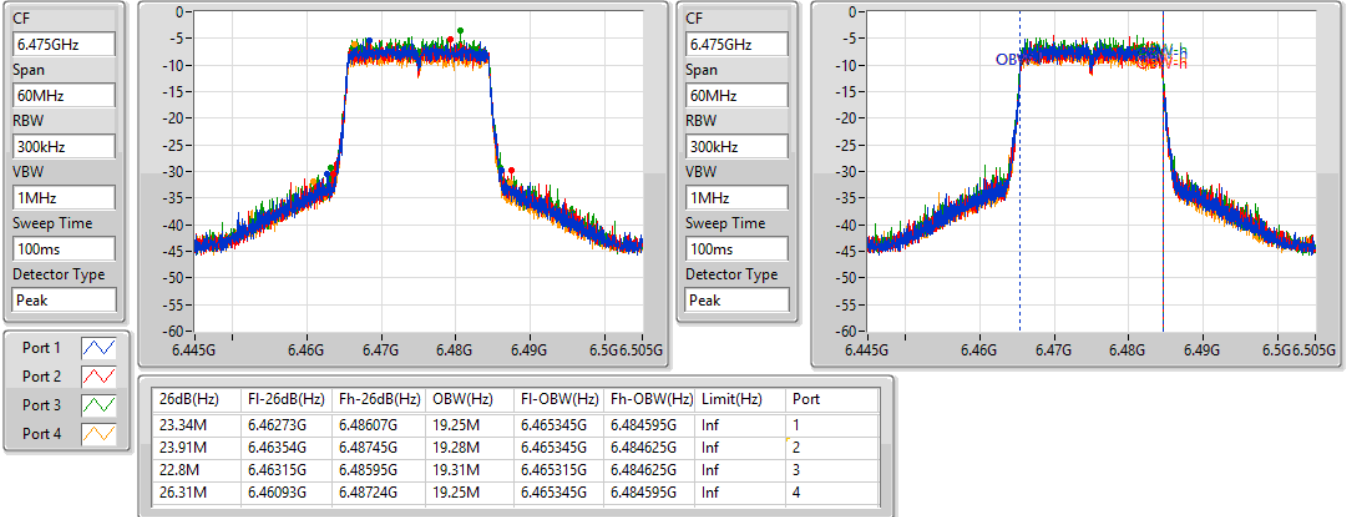 CF
6.475GHz
Span
60MHz
RBW
300kHz
VBW
1MHz
Sweep Time
100ms
Detector Type
Peak
0-
-5-
-10-
-15-
-20-
-25-
-30-
-35-
-40-
-45-
-50-
-55-
-60-
6.445G 6.46G 6.47G 6.48G 6.49G 6.5G 6.505G
CF
6.475GHz
Span
60MHz
RBW
300kHz
VBW
1MHz
Sweep Time
100ms
Detector Type
Peak
0-
-5-
-10-
-15-
-20-
-25-
-30-
-35-
-40-
-45-
-50-
-55-
-60-
6.445G 6.46G 6.47G 6.48G 6.49G 6.5G 6.505G
Port 1
Port 2
Port 3
Port 4
26dB(Hz) Fl-26dB(Hz) Fh-26dB(Hz) OBW(Hz) Fl-OBW(Hz) Fh-OBW(Hz) Limit(Hz) Port
23.34M 6.46273G 6.48607G 19.25M 6.465345G 6.484595G Inf 1
23.91M 6.46354G 6.48745G 19.28M 6.465345G 6.484625G Inf 2
22.8M 6.46315G 6.48595G 19.31M 6.465315G 6.484625G Inf 3
26.31M 6.46093G 6.48724G 19.25M 6.465345G 6.484595G Inf 4